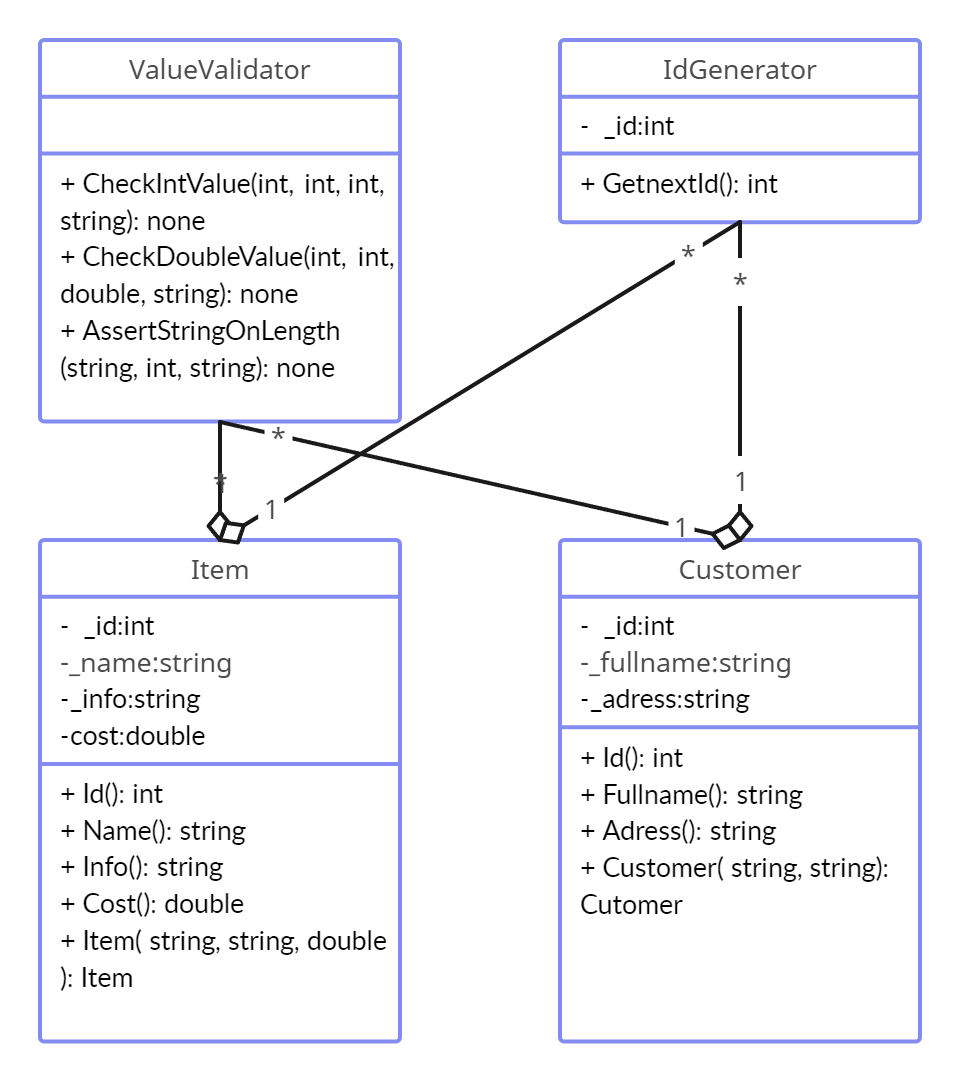 ValueValidator
+ CheckIntValue(int, int, int,
string): none
+ CheckDoubleValue(int, int,
double, string): none
+ AssertStringOnLength
(string, int, string): none
IdGenerator
- _id:int
+ GetnextId(): int
*
*
*
*
1
1
1
Item
- _id:int
-_name:string
-_info:string
-cost:double
+ Id(): int
+ Name(): string
+ Info(): string
+ Cost(): double
+ Item( string, string, double
): Item
Customer
- _id:int
-_fullname:string
-_adress:string
+ Id(): int
+ Fullname(): string
+ Adress(): string
+ Customer( string, string):
Cutomer